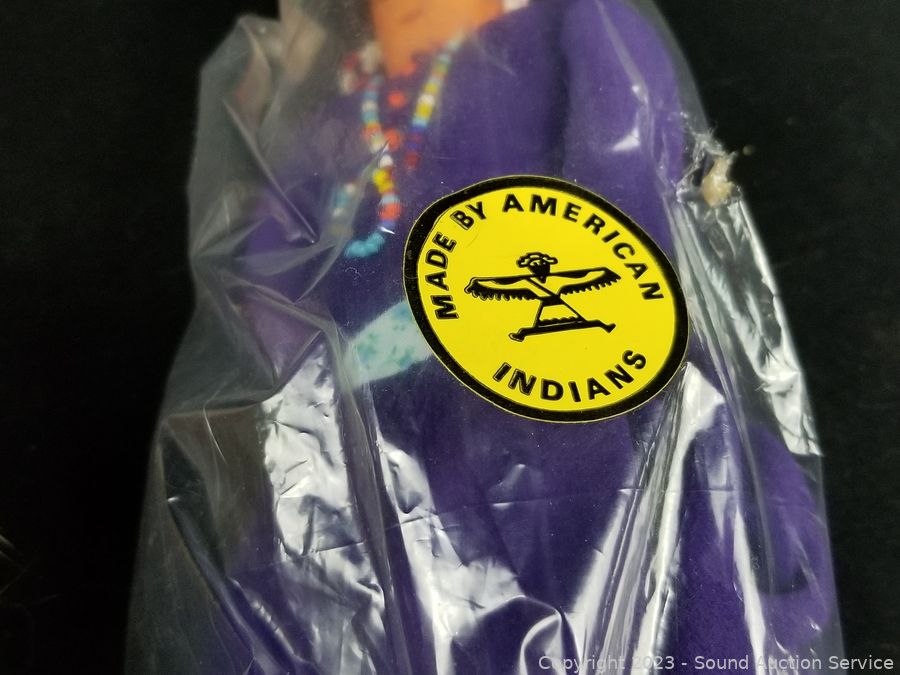 MADE BY AMERICAN
INDIANS
Copyright 2023 - Sound Auction Service